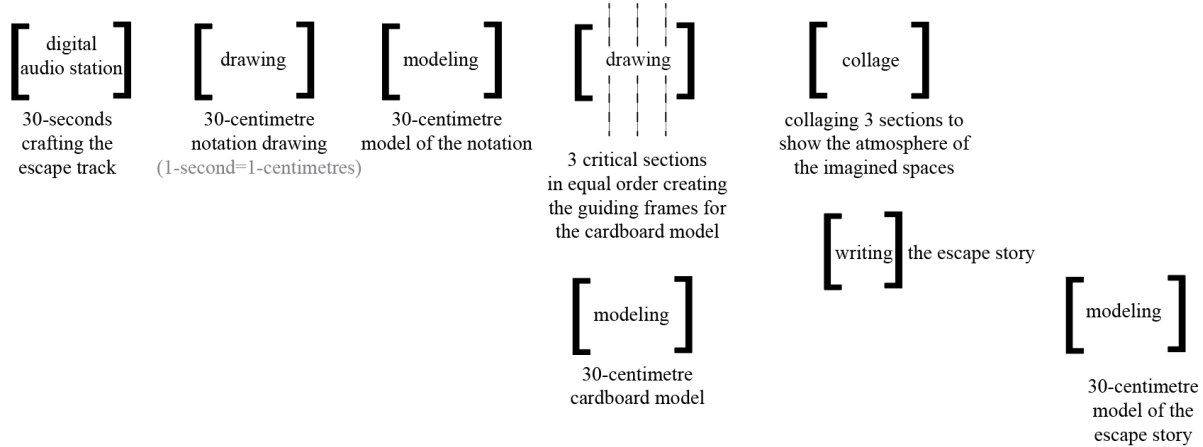 digital
audio station
30-seconds
crafting the
escape track
drawing
30-centimetre
notation drawing
(1-second=1-centimetres)
modeling
30-centimetre
model of the notation
drawing
3 critical sections
in equal order creating
the guiding frames for
the cardboard model
modeling
30-centimetre
cardboard model
collage
collaging 3 sections to
show the atmosphere of
the imagined spaces
writing the escape story
modeling
30-centimetre
model of the
escape story